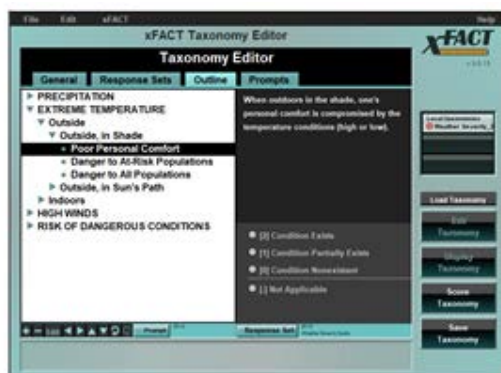 File Edit xFACT Help
xFACT Taxonomy Editor
xFACT
Taxonomy Editor
General Response Sets Outline Prompts
PRECIPITATION
EXTREME TEMPERATURE
Outside
Outside, in Shade
Poor Personal Comfort
Danger to At-Risk Populations
Danger to All Populations
Outside, in Sun's Path
Indoors
HIGH WINDS
RISK OF DANGEROUS CONDITIONS
When outdoors in the shade, one's
personal comfort is compromised by the
temperature conditions (high or low).
[2] Condition Exists
[1] Condition Partially Exists
[0] Condition Nonexistent
[.] Not Applicable
Prompt
Response Set
Local taxonomies
Weather Severity_
Load Taxonomy
Edit
Taxonomy
Display
Taxonomy
Score
Taxonomy
Save
Taxonomy